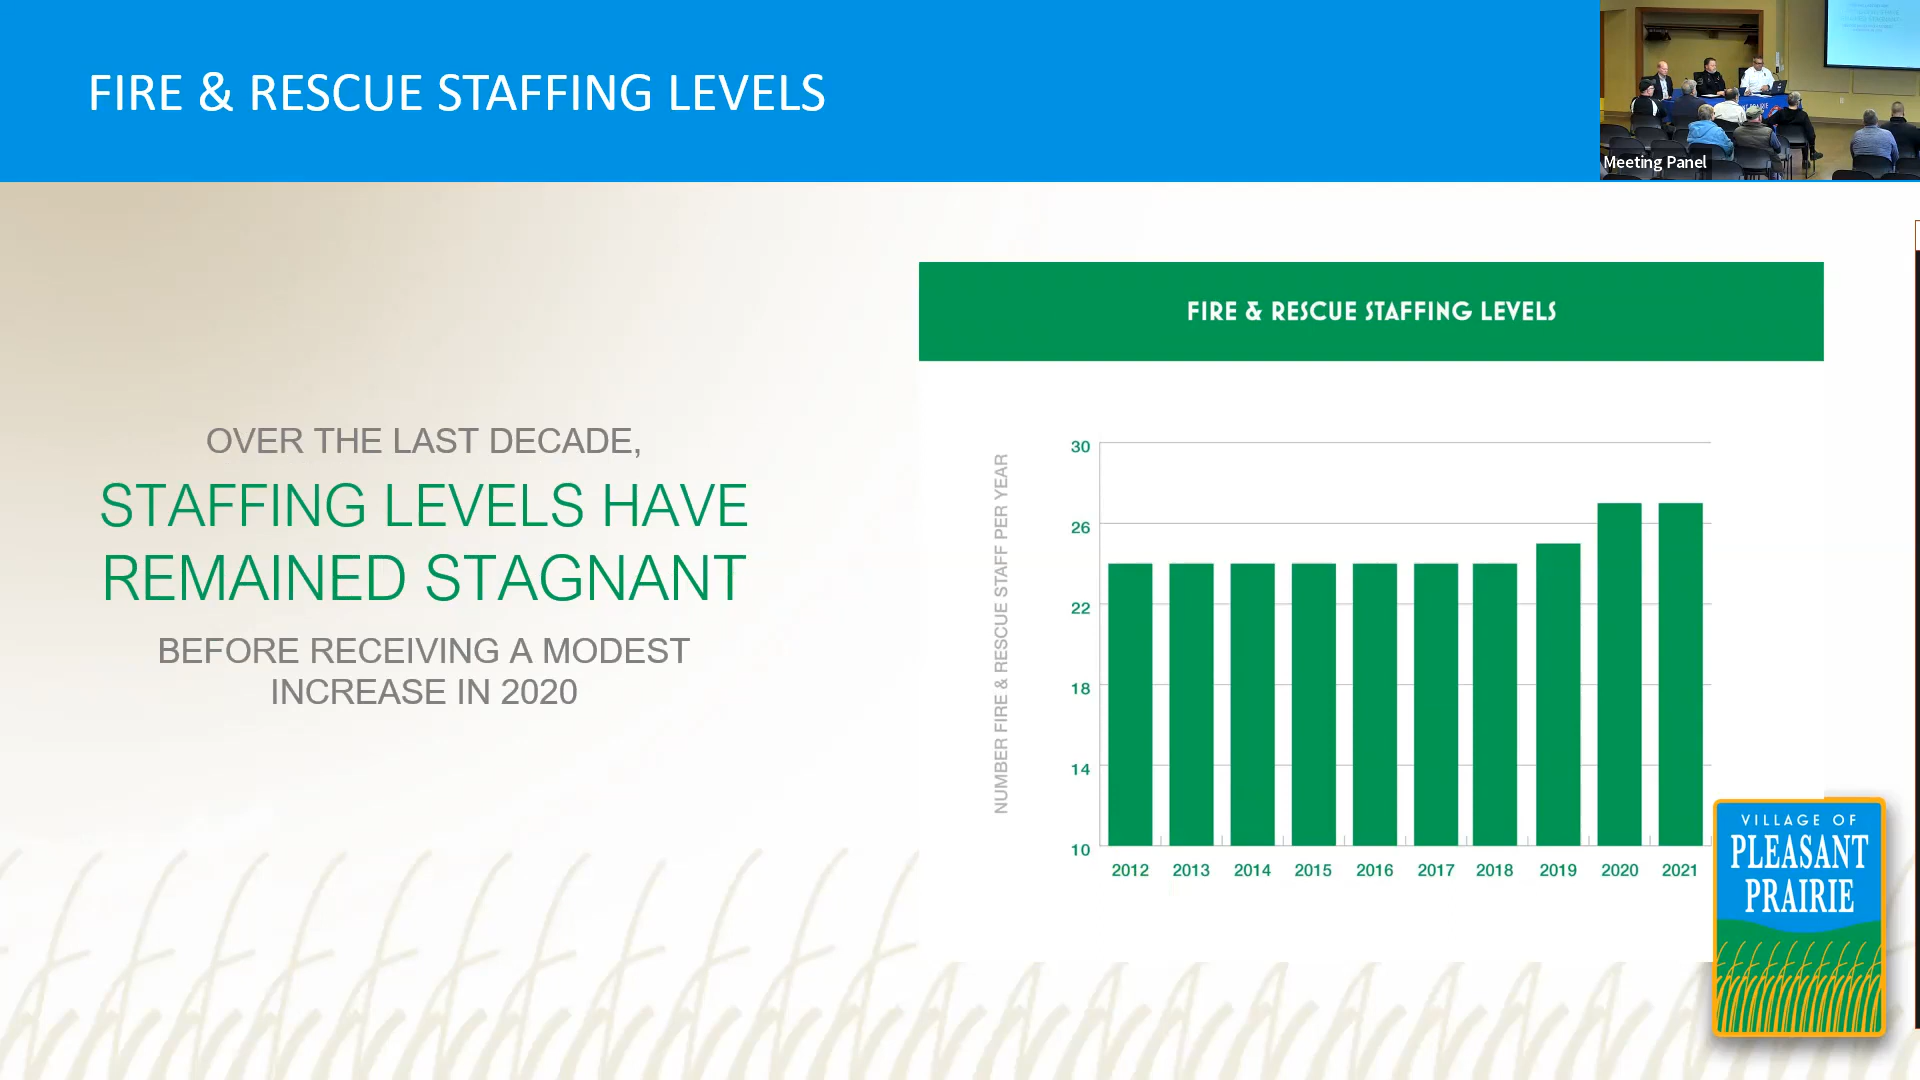 FIRE & RESCUE STAFFING LEVELS
Meeting Panel
OVER THE LAST DECADE,
STAFFING LEVELS HAVE
REMAINED STAGNANT
BEFORE RECEIVING A MODEST
INCREASE IN 2020
FIRE & RESCUE STAFFING LEVELS
NUMBER FIRE & RESCUE STAFF PER YEAR
30
26
22
18
14
10
2012 2013 2014 2015 2016 2017 2018 2019 2020 2021
VILLAGE OF
PLEASANT
PRAIRIE